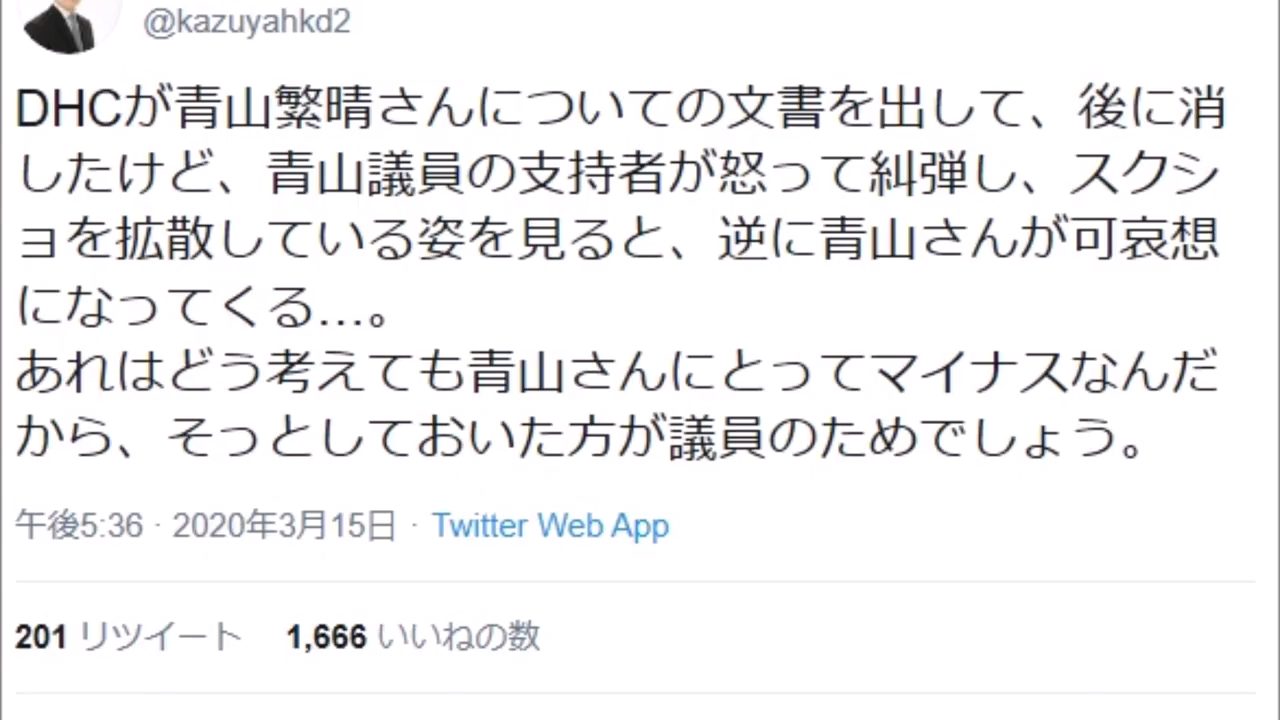 @kazuyahkd2
DHCが青山繁晴さんについての文書を出して、後に消
したけど、青山議員の支持者が怒って糾弾し、スクシ
ョを拡散している姿を見ると、逆に青山さんが可哀想
になってくる…。
あれはどう考えても青山さんにとってマイナスなんだ
から、そっとしておいた方が議員のためでしょう。
午後5:36 · 2020年3月15日 · Twitter Web App
201 リツイート 1,666 いいねの数